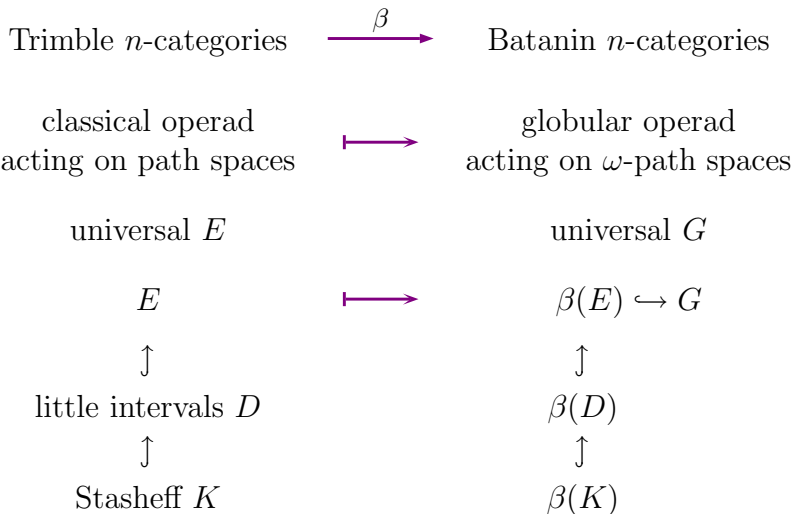 Trimble n-categories β Batanin n-categories
classical operad globular operad
acting on path spaces acting on ω-path spaces
universal E universal G
E β(E) ↪ G
little intervals D β(D)
Stasheff K β(K)